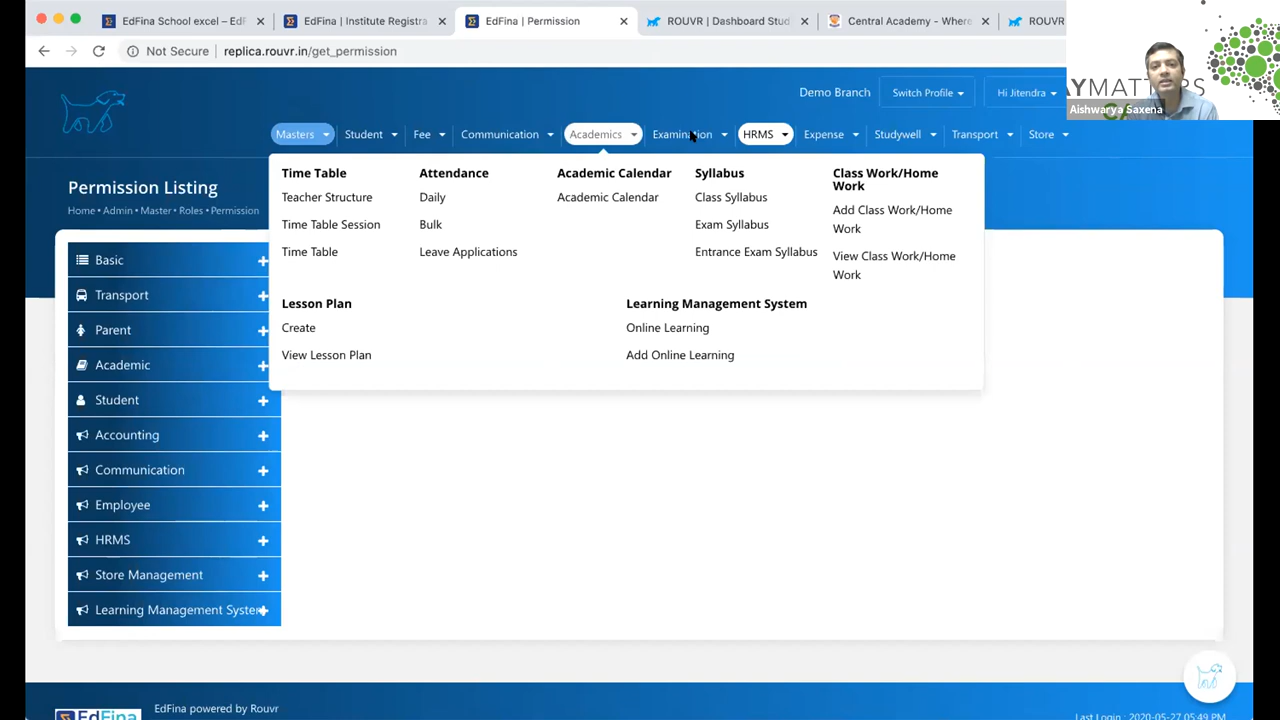 EdFina School excel – EdF
EdFina | Institute Registra
EdFina | Permission
ROUVR | Dashboard Stud
Central Academy - Where
ROUVR
Not Secure
replica.rouvr.in/get_permission
AYMATTERS
Aishwarya Saxena
Demo Branch
Switch Profile
Hi Jitendra
Masters
Student
Fee
Communication
Academics
Examination
HRMS
Expense
Studywell
Transport
Store
Permission Listing
Home • Admin • Master • Roles • Permission
Basic
Transport
Parent
Academic
Student
Accounting
Communication
Employee
HRMS
Store Management
Learning Management System
Time Table
Teacher Structure
Time Table Session
Time Table
Attendance
Daily
Bulk
Leave Applications
Academic Calendar
Academic Calendar
Syllabus
Class Syllabus
Exam Syllabus
Entrance Exam Syllabus
Class Work/Home
Work
Add Class Work/Home
Work
View Class Work/Home
Work
Lesson Plan
Create
View Lesson Plan
Learning Management System
Online Learning
Add Online Learning
EdFina
EdFina powered by Rouvr
Last Login : 2020-05-27 05:49 PM